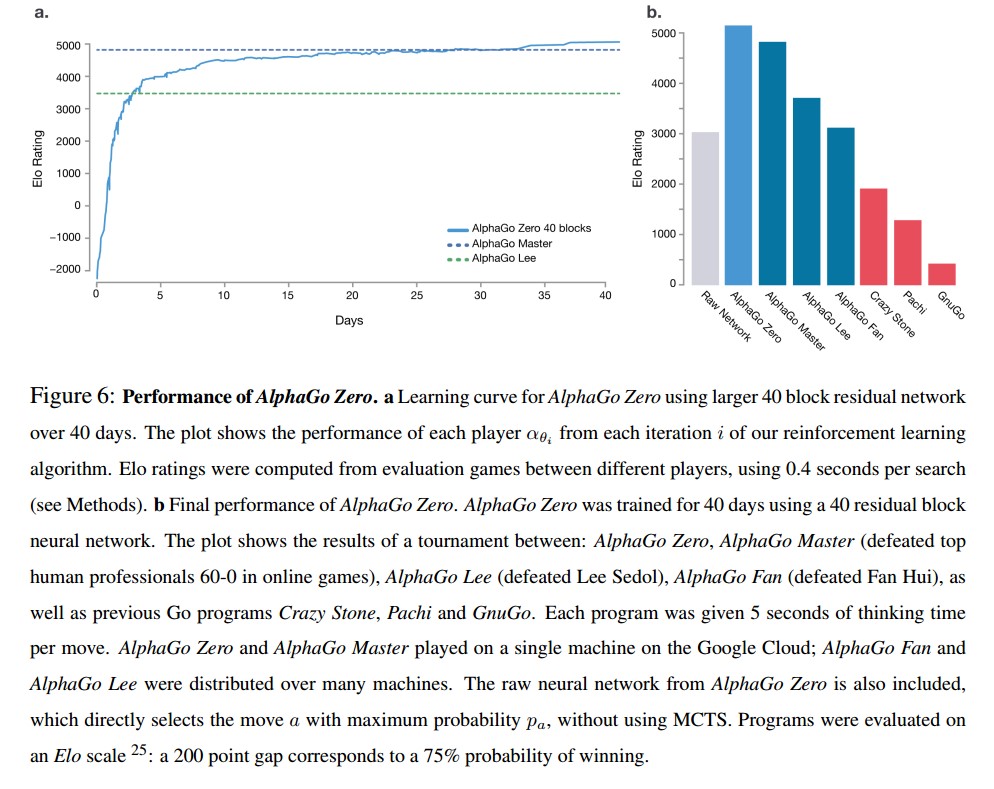 a.
b.
5000
4000
3000
2000
1000
0
−1000
−2000
Elo Rating
0
5
10
15
20
25
30
35
40
Days
AlphaGo Zero 40 blocks
AlphaGo Master
AlphaGo Lee
5000
4000
3000
2000
1000
0
Elo Rating
Raw Network
AlphaGo Zero
AlphaGo Master
AlphaGo Lee
AlphaGo Fan
Crazy Stone
Pachi
GnuGo
Figure 6: Performance of AlphaGo Zero. a Learning curve for AlphaGo Zero using larger 40 block residual network
over 40 days. The plot shows the performance of each player αθi from each iteration i of our reinforcement learning
algorithm. Elo ratings were computed from evaluation games between different players, using 0.4 seconds per search
(see Methods). b Final performance of AlphaGo Zero. AlphaGo Zero was trained for 40 days using a 40 residual block
neural network. The plot shows the results of a tournament between: AlphaGo Zero, AlphaGo Master (defeated top
human professionals 60-0 in online games), AlphaGo Lee (defeated Lee Sedol), AlphaGo Fan (defeated Fan Hui), as
well as previous Go programs Crazy Stone, Pachi and GnuGo. Each program was given 5 seconds of thinking time
per move. AlphaGo Zero and AlphaGo Master played on a single machine on the Google Cloud; AlphaGo Fan and
AlphaGo Lee were distributed over many machines. The raw neural network from AlphaGo Zero is also included,
which directly selects the move a with maximum probability pa, without using MCTS. Programs were evaluated on
an Elo scale 25: a 200 point gap corresponds to a 75% probability of winning.